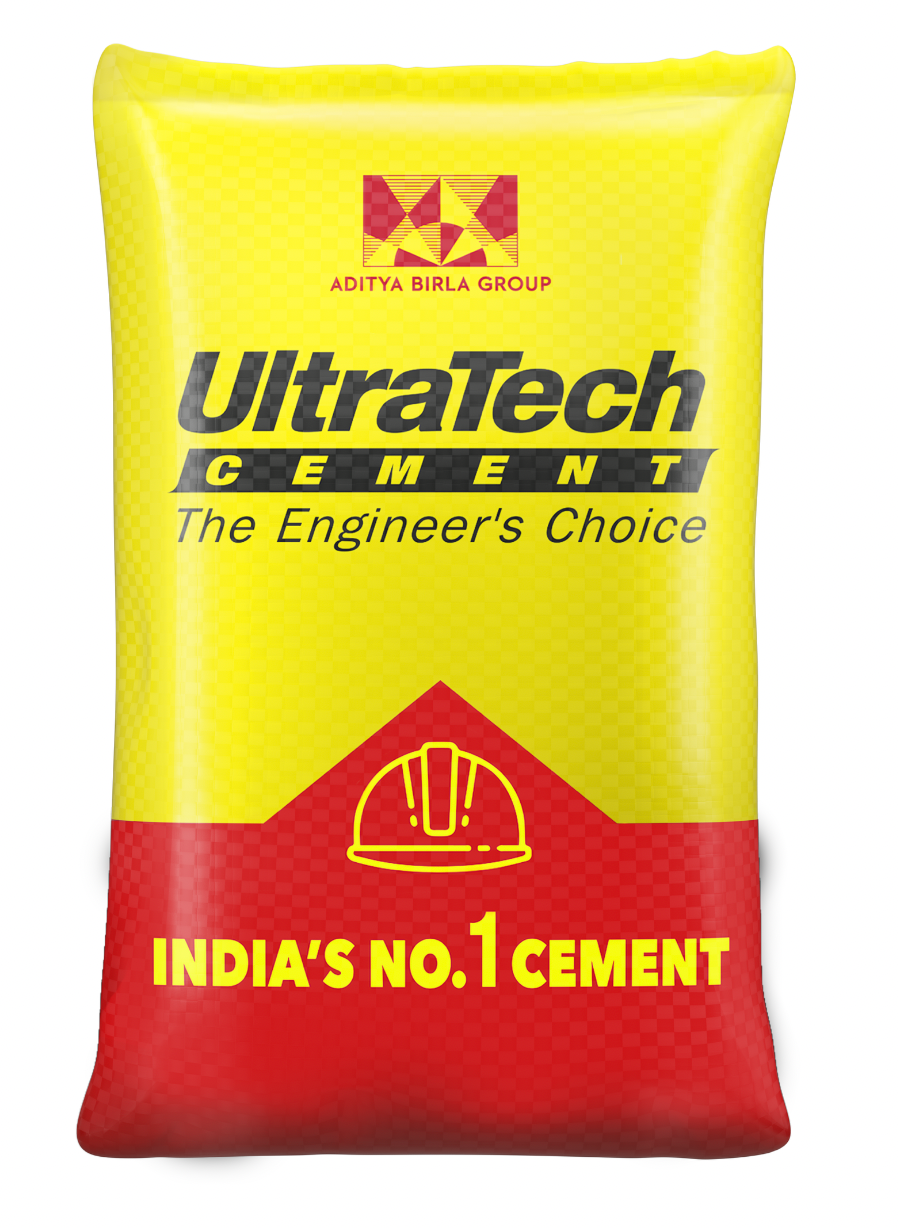 ADITYA BIRLA GROUP
UltraTech
CEMENT
The Engineer's Choice
INDIA'S NO.1 CEMENT